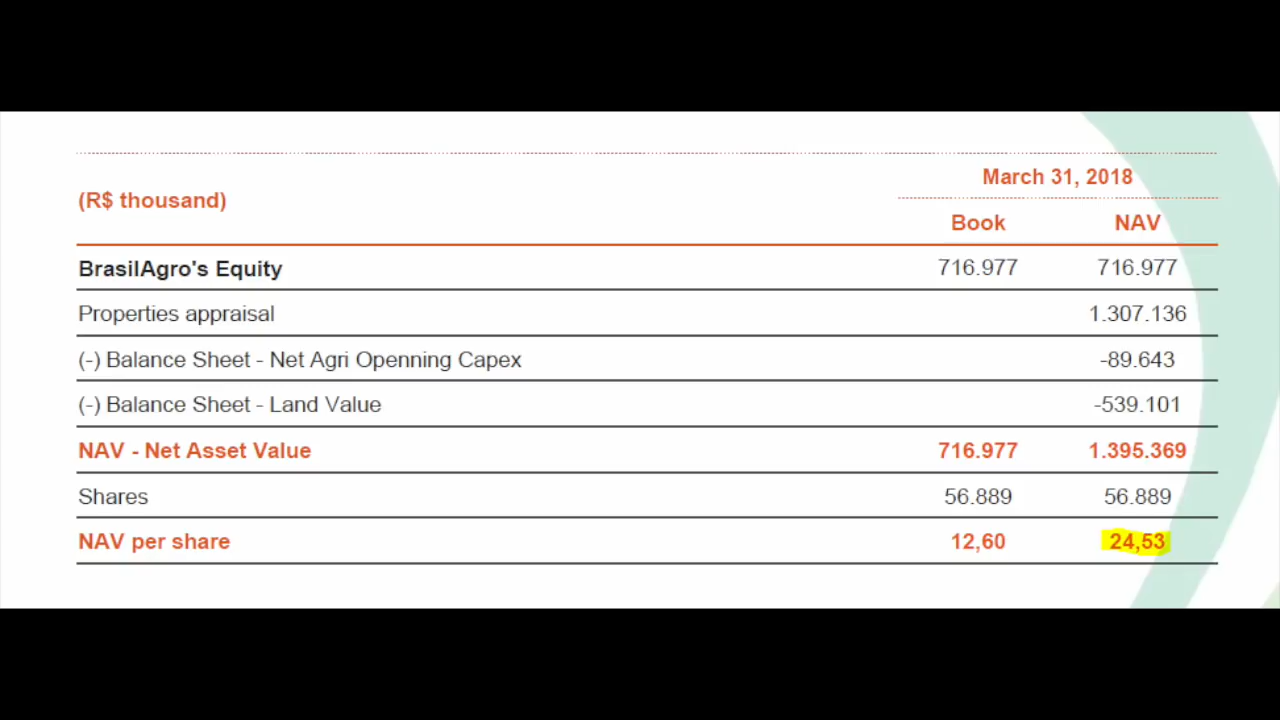 March 31, 2018
(R$ thousand)
Book NAV
BrasilAgro's Equity 716.977 716.977
Properties appraisal 1.307.136
(-) Balance Sheet - Net Agri Openning Capex -89.643
(-) Balance Sheet - Land Value -539.101
NAV - Net Asset Value 716.977 1.395.369
Shares 56.889 56.889
NAV per share 12,60 24,53